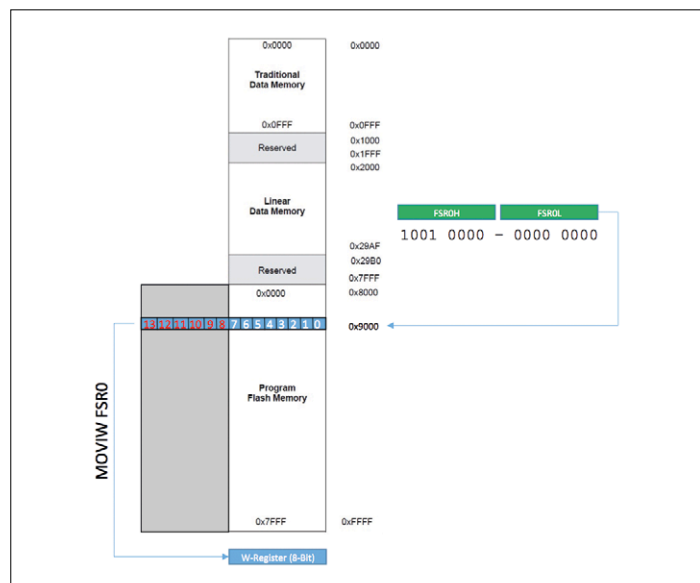 0x0000 0x0000
Traditional
Data Memory
0x0FFF 0x0FFF
0x1000
Reserved
0x1FFF
0x2000
Linear
Data Memory
FSR0H FSR0L
1001 0000 - 0000 0000
0x29AF
0x29B0
Reserved
0x7FFF
0x0000 0x8000
13 12 11 10 9 8 7 6 5 4 3 2 1 0 0x9000
Program
Flash Memory
MOVIW FSR0
0x7FFF 0xFFFF
W-Register (8-Bit)